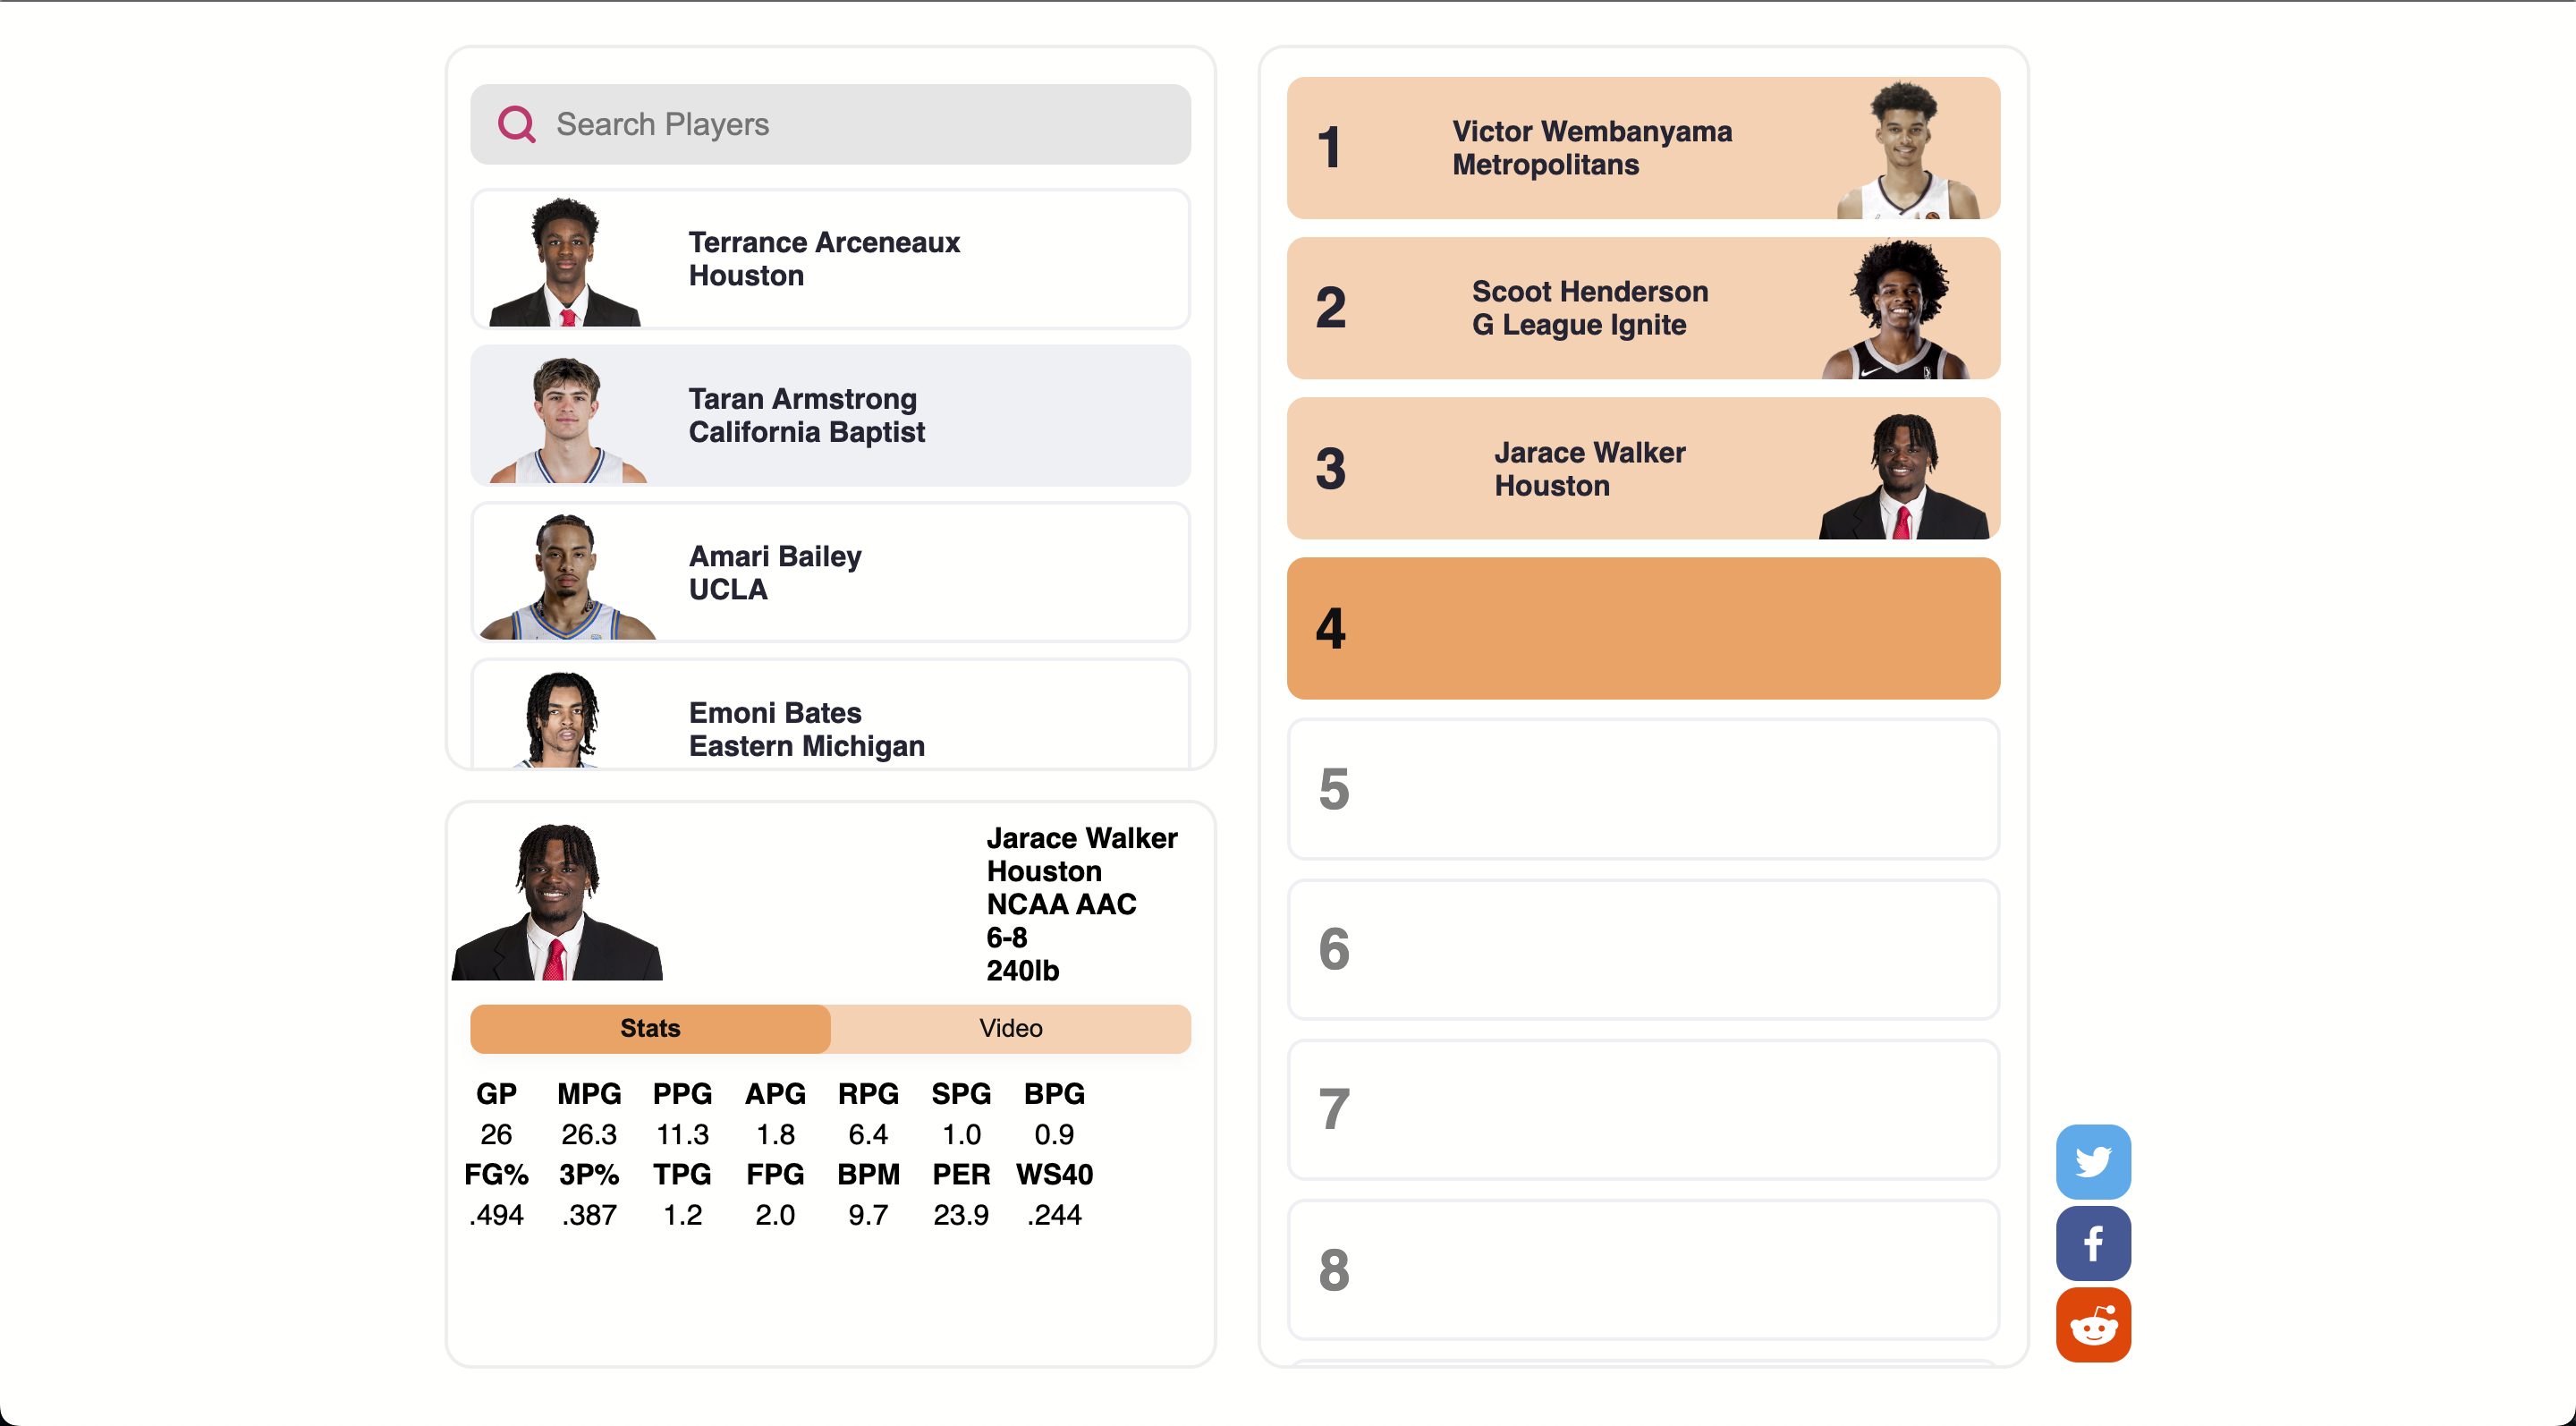 Search Players
Terrance Arceneaux
Houston
Taran Armstrong
California Baptist
Amari Bailey
UCLA
Emoni Bates
Eastern Michigan
Jarace Walker
Houston
NCAA AAC
6-8
240lb
Stats Video
GP MPG PPG APG RPG SPG BPG
26 26.3 11.3 1.8 6.4 1.0 0.9
FG% 3P% TPG FPG BPM PER WS40
.494 .387 1.2 2.0 9.7 23.9 .244
1
Victor Wembanyama
Metropolitans
2
Scoot Henderson
G League Ignite
3
Jarace Walker
Houston
4
5
6
7
8